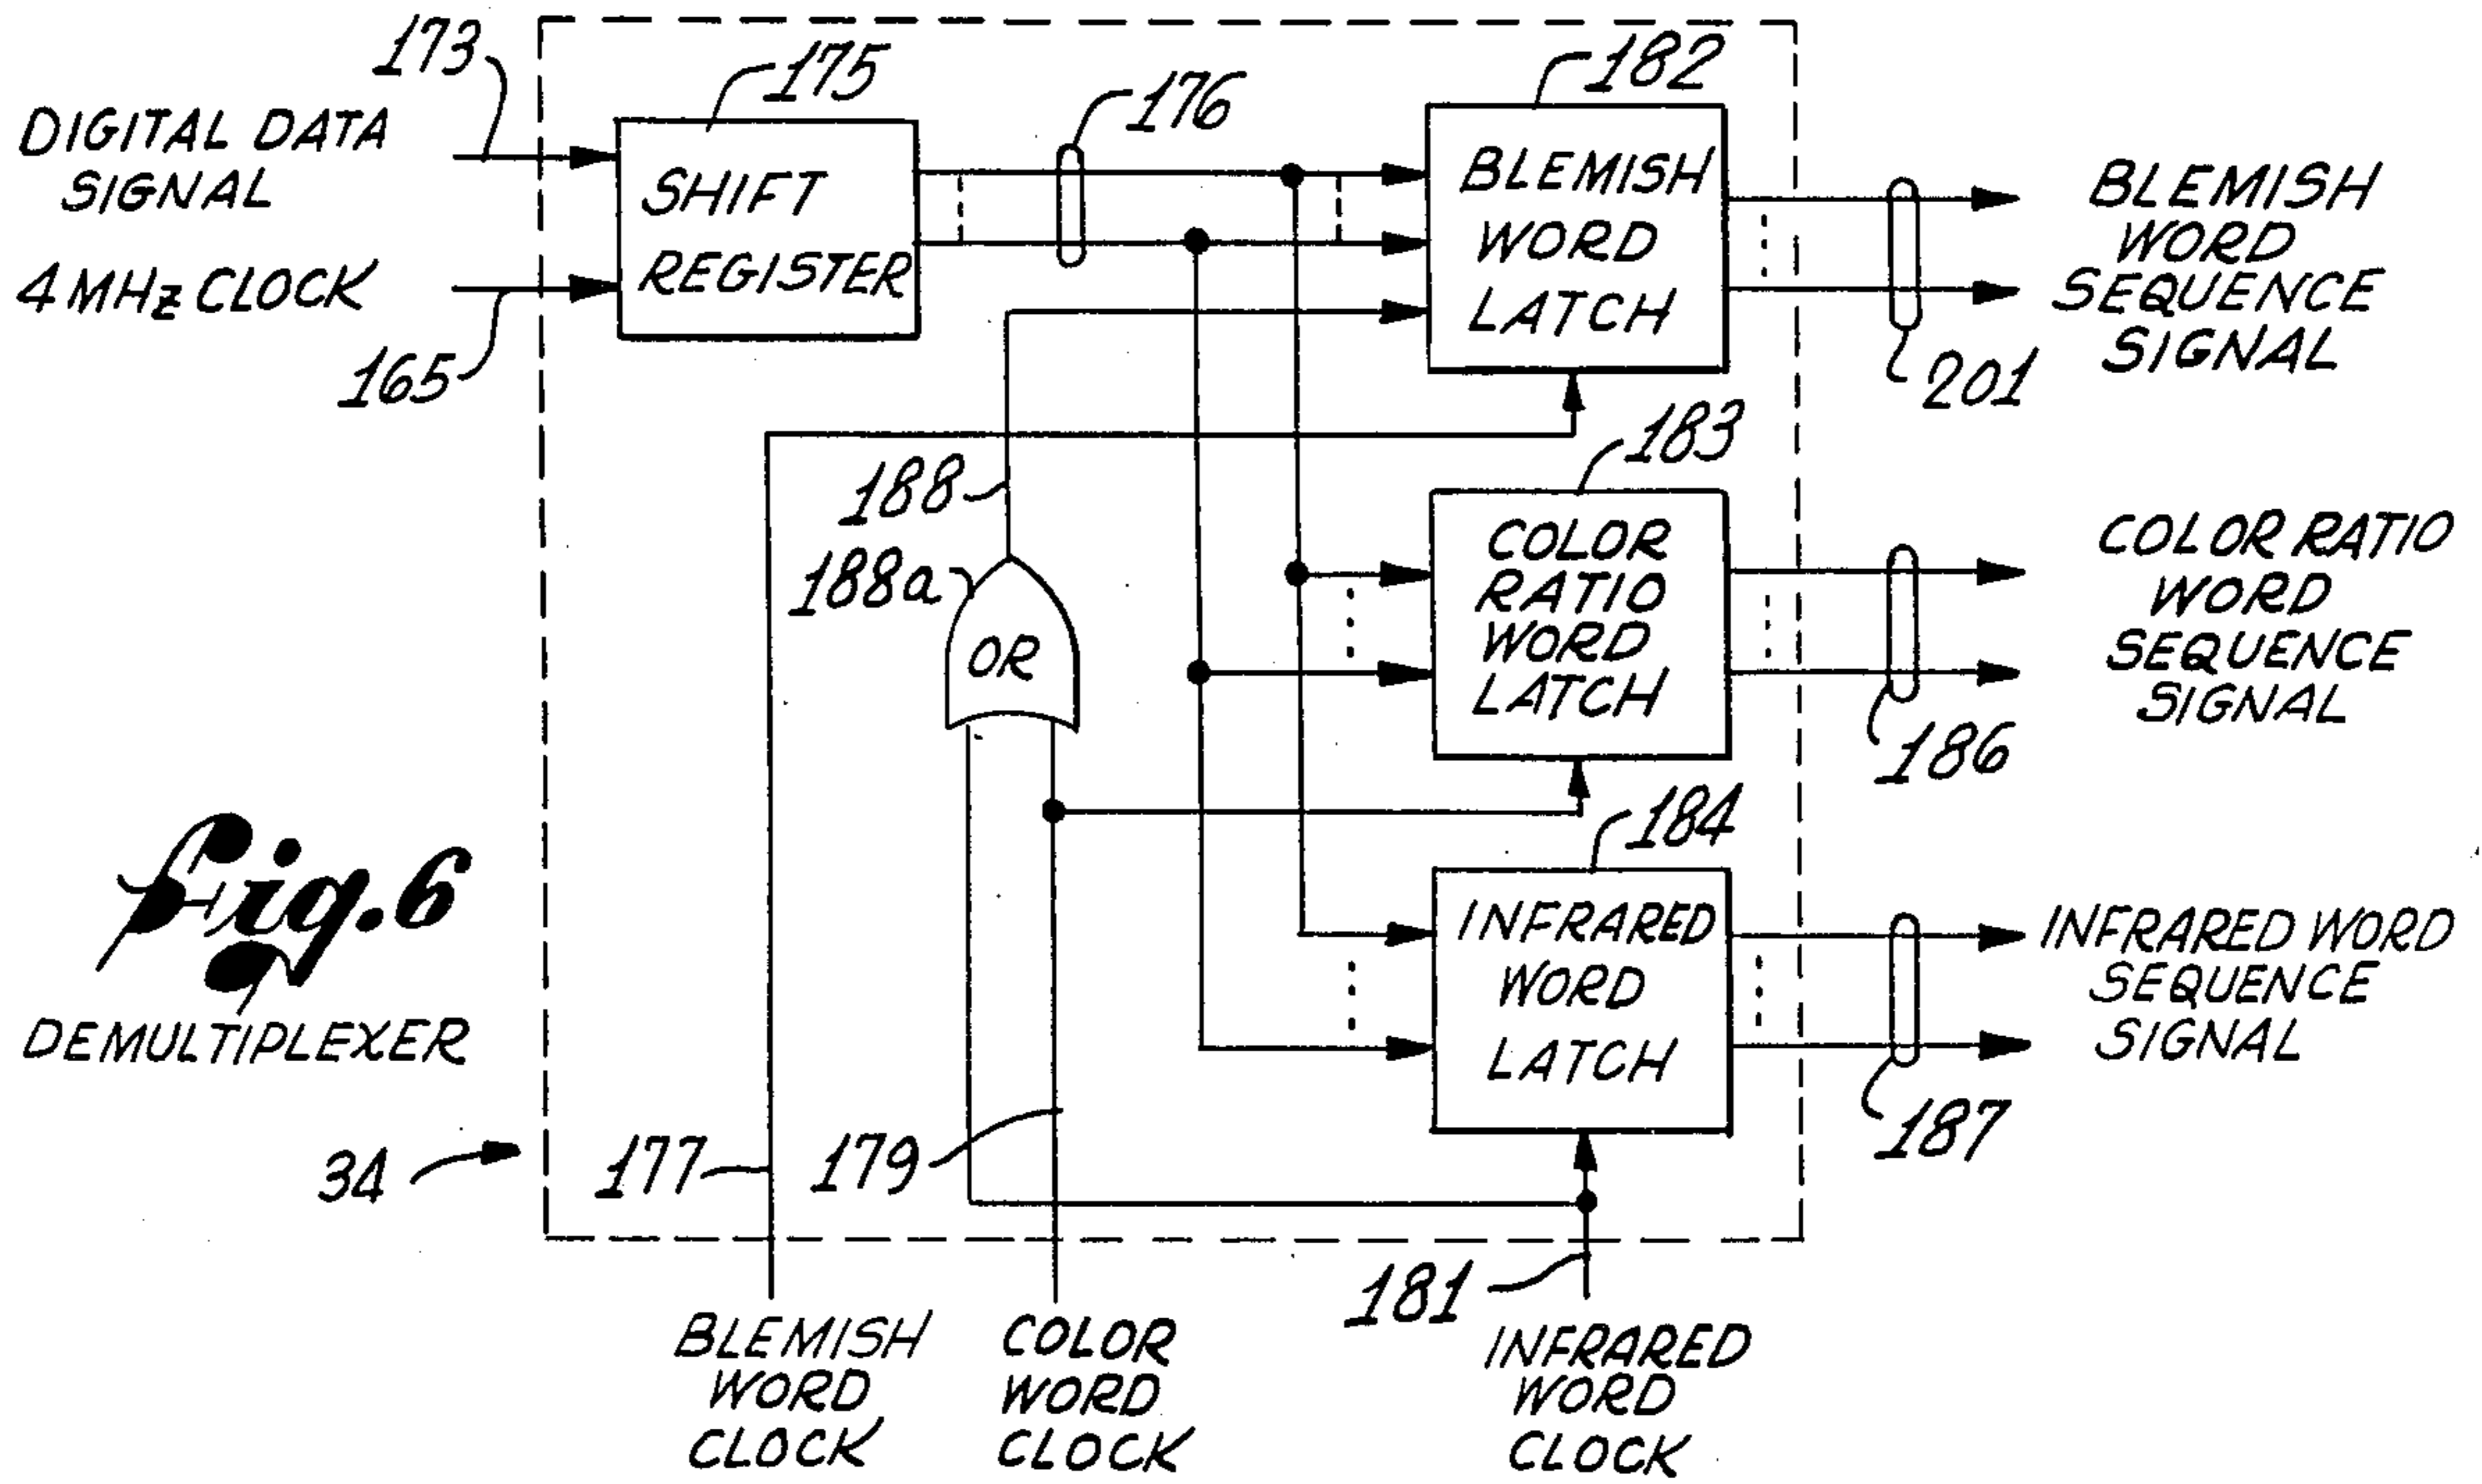 173
175
176
182
DIGITAL DATA
SIGNAL
4 MHz CLOCK
165
SHIFT
REGISTER
BLEMISH
WORD
LATCH
BLEMISH
WORD
SEQUENCE
SIGNAL
201
183
188
188a
OR
COLOR
RATIO
WORD
LATCH
COLOR RATIO
WORD
SEQUENCE
SIGNAL
186
184
Fig. 6
DEMULTIPLEXER
34
177
179
INFRARED
WORD
LATCH
INFRARED WORD
SEQUENCE
SIGNAL
187
181
BLEMISH
WORD
CLOCK
COLOR
WORD
CLOCK
INFRARED
WORD
CLOCK